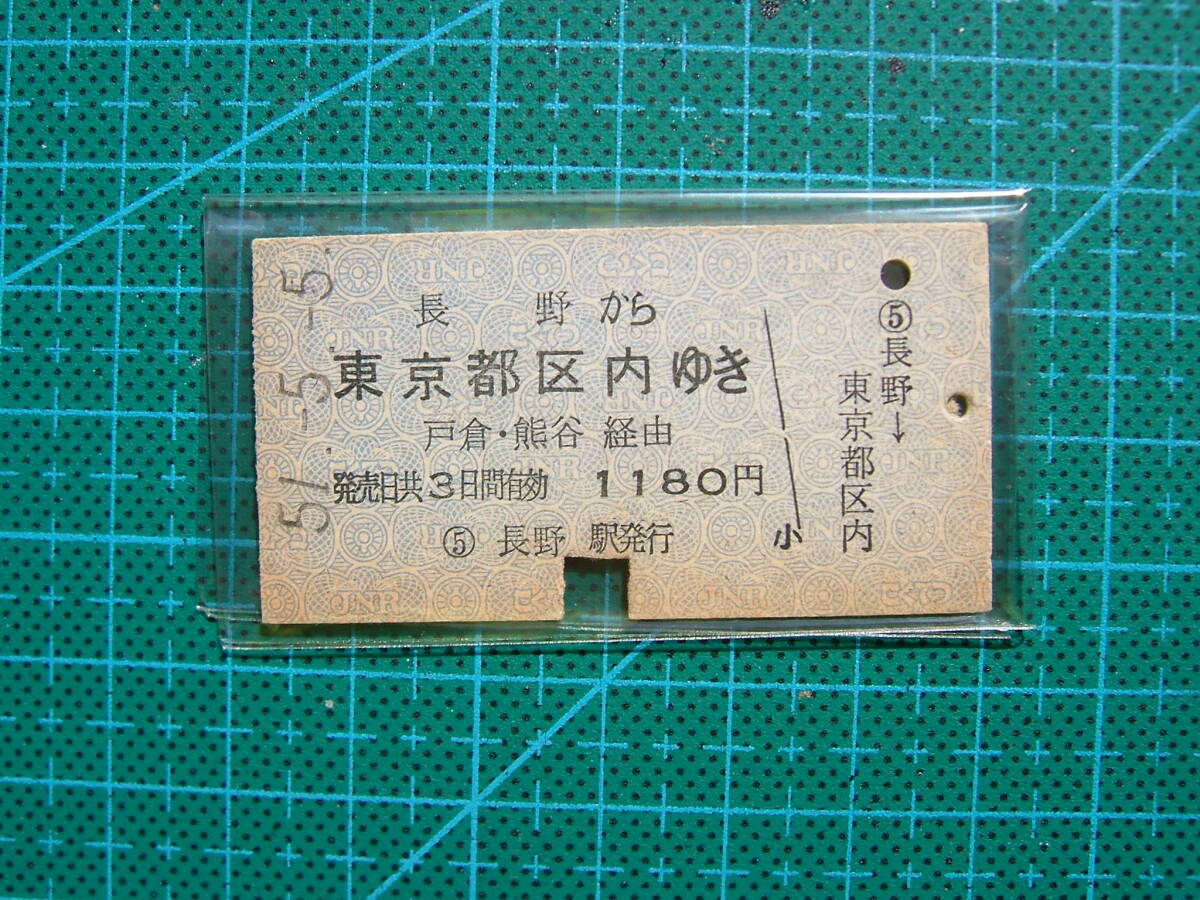 51.-5.-5.
長野から
東京都区内ゆき
戸倉・熊谷 経由
発売日共3日間有効 1180円
⑤ 長野 駅発行
小
⑤長野→
東京都区内